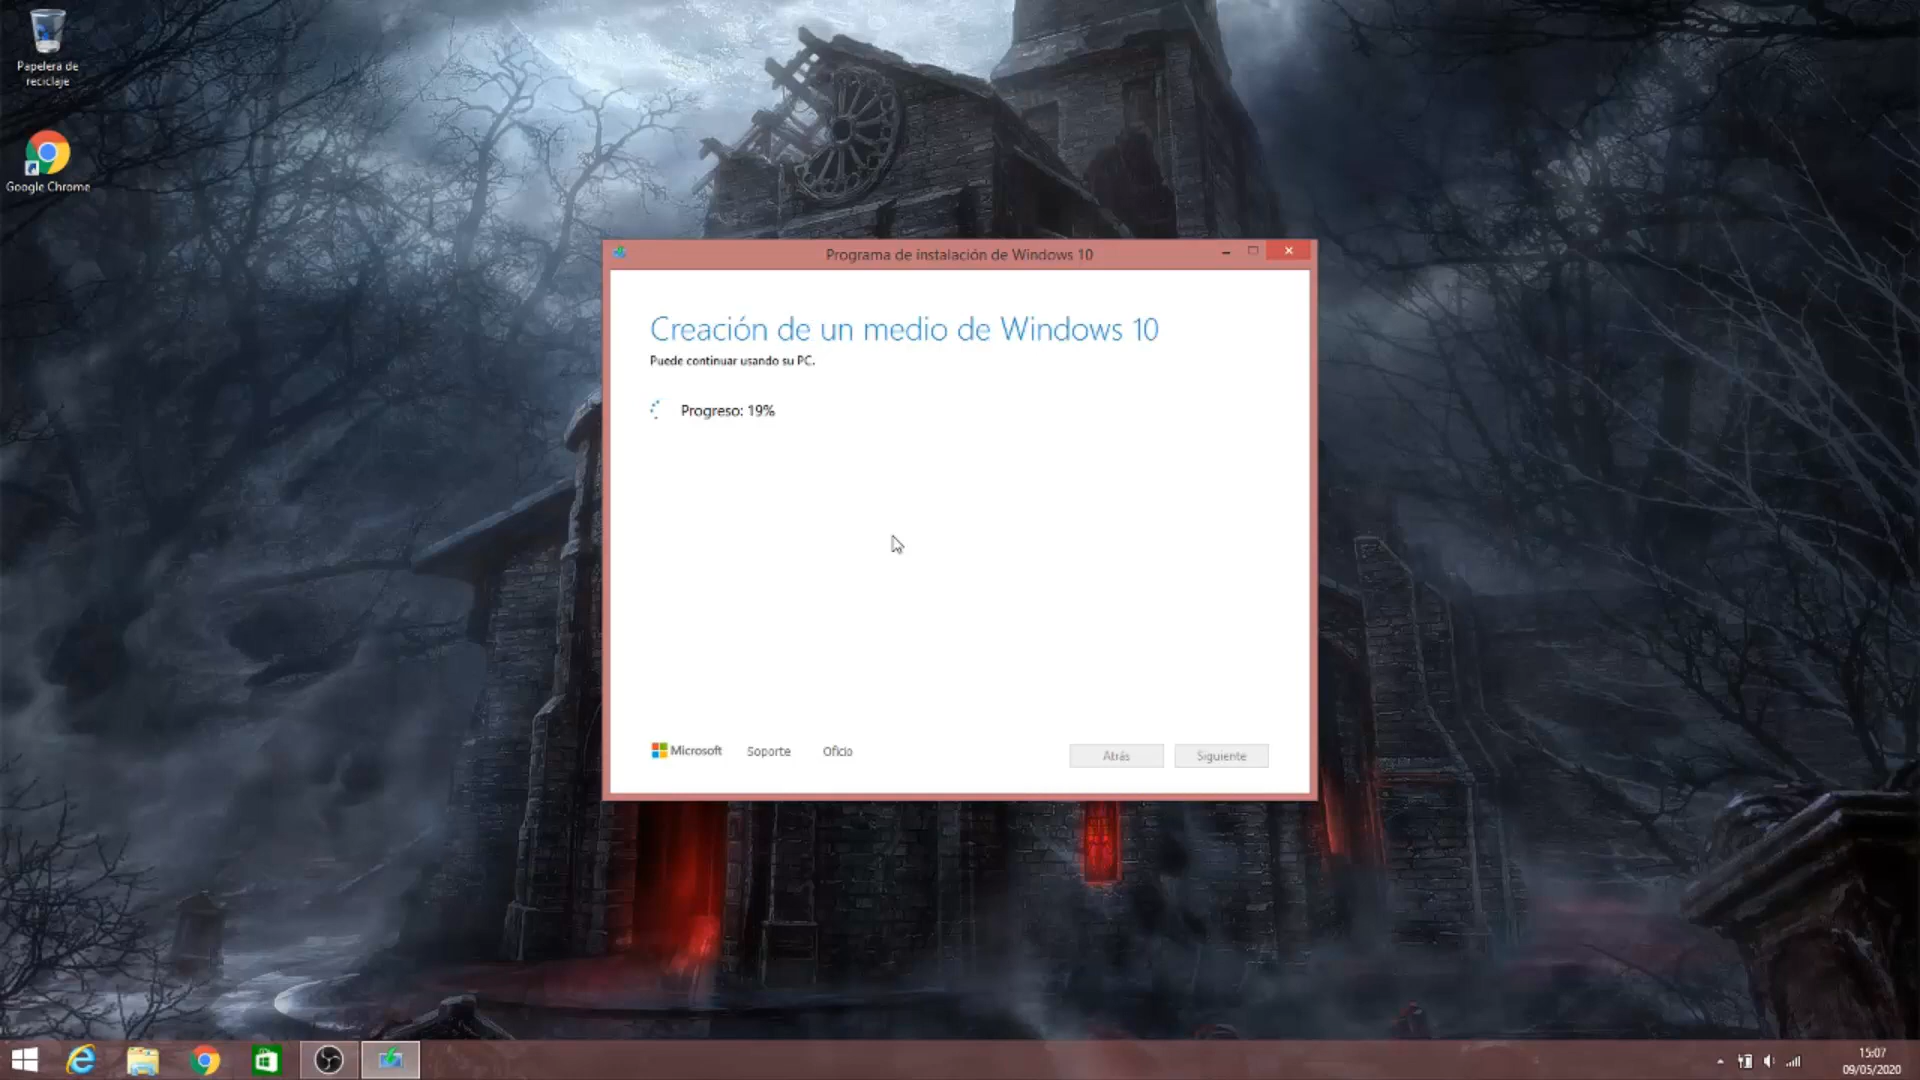 Papelera de
reciclaje
Google Chrome
Programa de instalación de Windows 10
Creación de un medio de Windows 10
Puede continuar usando su PC.
Progreso: 19%
Microsoft Soporte Oficio
Atrás Siguiente
15:07
09/05/2020